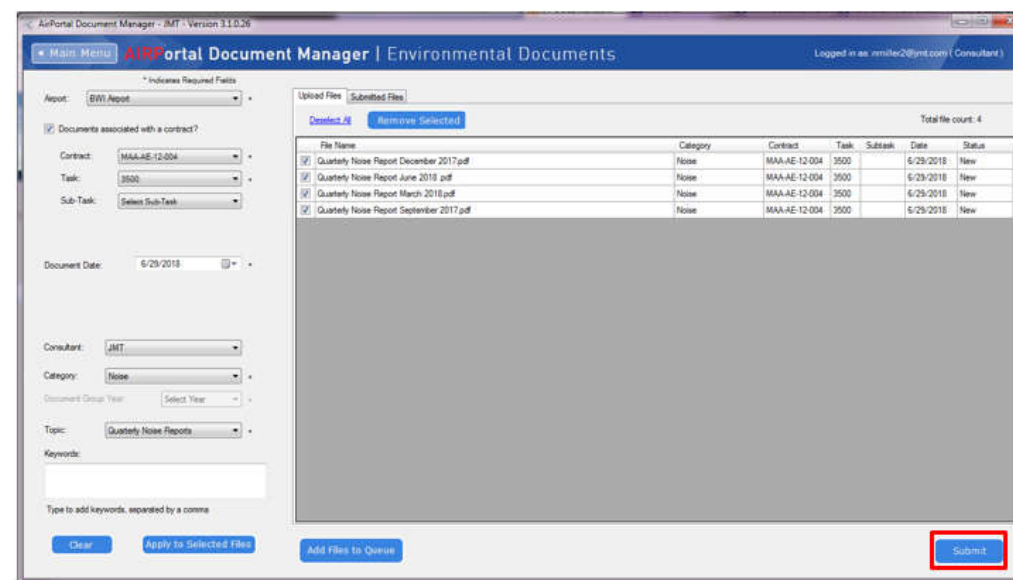 AirPortal Document Manager - JMT - Version 3.1.0.26
Main Menu AIRPortal Document Manager | Environmental Documents Logged in as: nmiller2@jmt.com ( Consultant )
* Indicates Required Fields
Airport: BWI Airport *
Documents associated with a contract?
Contract: MAA-AE-12-004 *
Task: 3500 *
Sub-Task: Select Sub-Task
Document Date: 6/29/2018 *
Consultant: JMT
Category: Noise *
Document Group Year: Select Year *
Topic: Quarterly Noise Reports *
Keywords:
Type to add keywords, separated by a comma
Clear Apply to Selected Files
Upload Files Submitted Files
Deselect All Remove Selected Total file count: 4
File Name Category Contract Task Subtask Date Status
Quarterly Noise Report December 2017.pdf Noise MAA-AE-12-004 3500 6/29/2018 New
Quarterly Noise Report June 2018 .pdf Noise MAA-AE-12-004 3500 6/29/2018 New
Quarterly Noise Report March 2018.pdf Noise MAA-AE-12-004 3500 6/29/2018 New
Quarterly Noise Report September 2017.pdf Noise MAA-AE-12-004 3500 6/29/2018 New
Add Files to Queue Submit